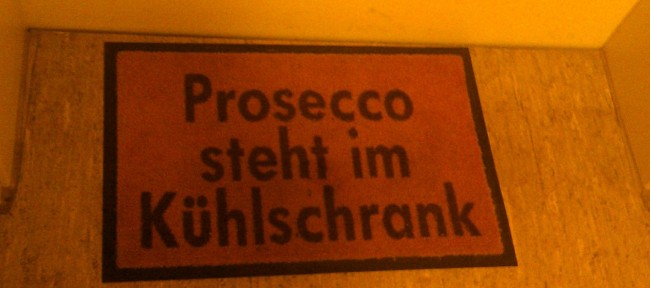 Prosecco
steht im
Kühlschrank